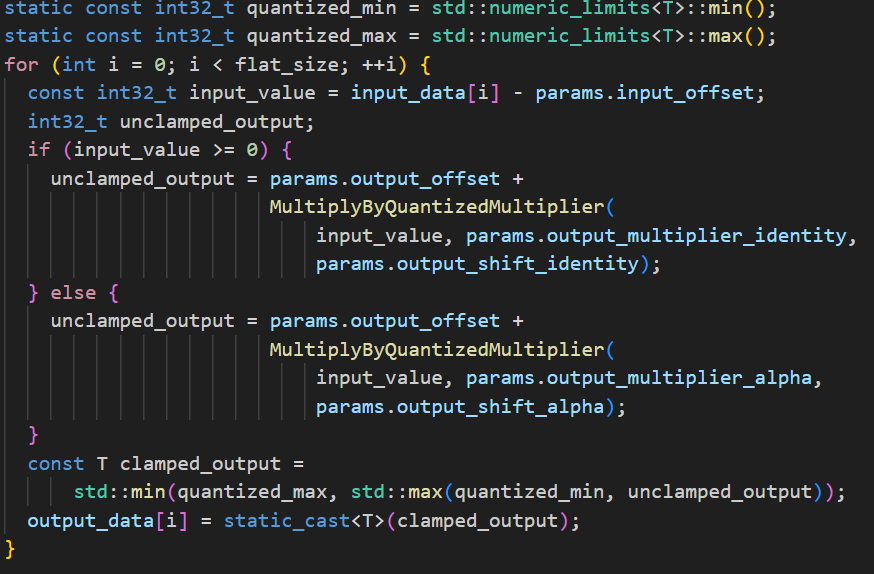 static const int32_t quantized_min = std::numeric_limits<T>::min();
static const int32_t quantized_max = std::numeric_limits<T>::max();
for (int i = 0; i < flat_size; ++i) {
  const int32_t input_value = input_data[i] - params.input_offset;
  int32_t unclamped_output;
  if (input_value >= 0) {
    unclamped_output = params.output_offset +
                       MultiplyByQuantizedMultiplier(
                           input_value, params.output_multiplier_identity,
                           params.output_shift_identity);
  } else {
    unclamped_output = params.output_offset +
                       MultiplyByQuantizedMultiplier(
                           input_value, params.output_multiplier_alpha,
                           params.output_shift_alpha);
  }
  const T clamped_output =
      std::min(quantized_max, std::max(quantized_min, unclamped_output));
  output_data[i] = static_cast<T>(clamped_output);
}